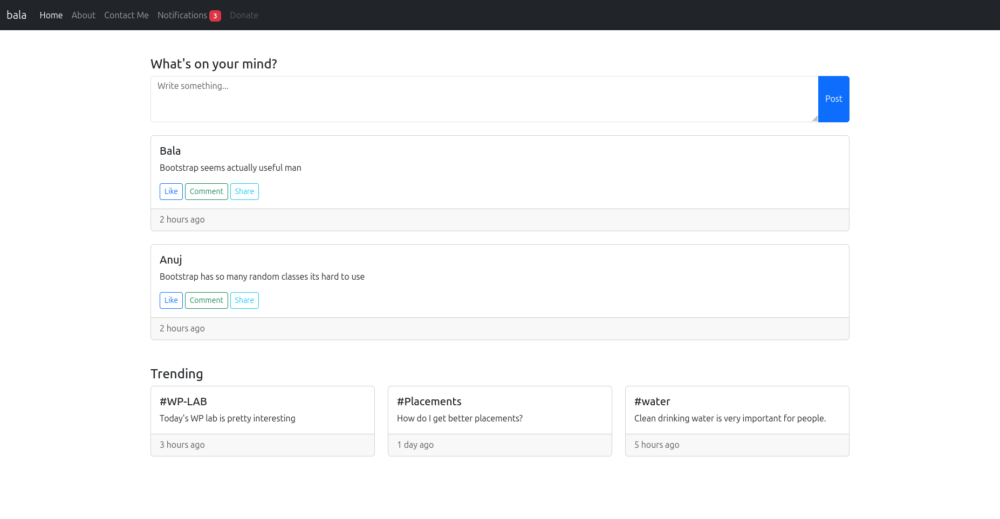 bala Home About Contact Me Notifications 3 Donate
What's on your mind?
Write something...
Post
Bala
Bootstrap seems actually useful man
Like Comment Share
2 hours ago
Anuj
Bootstrap has so many random classes its hard to use
Like Comment Share
2 hours ago
Trending
#WP-LAB
Today's WP lab is pretty interesting
3 hours ago
#Placements
How do I get better placements?
1 day ago
#water
Clean drinking water is very important for people.
5 hours ago